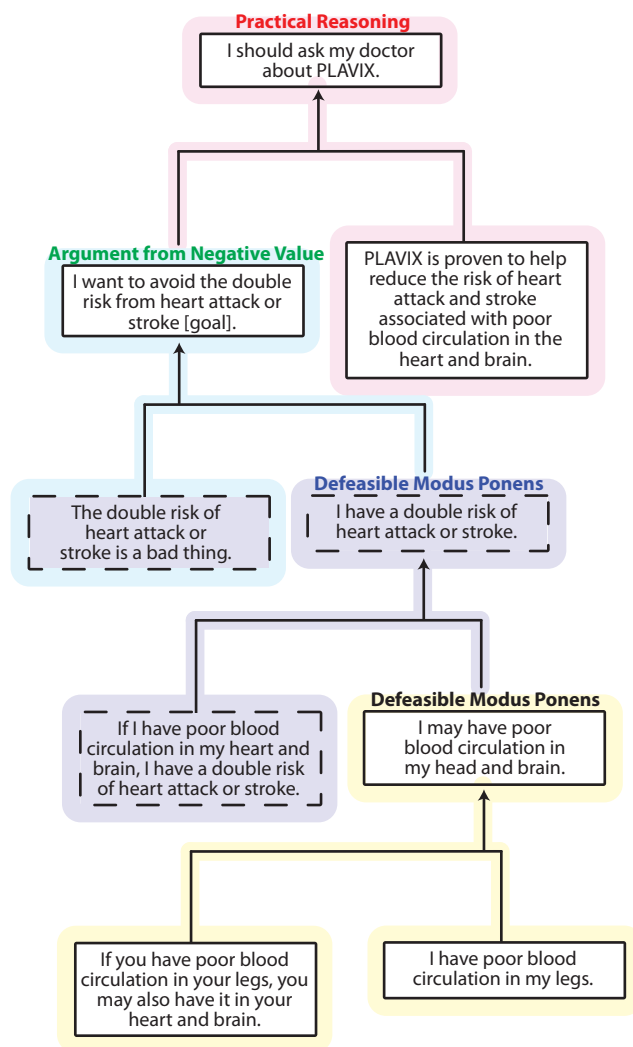 Practical Reasoning
I should ask my doctor
about PLAVIX.
Argument from Negative Value
I want to avoid the double
risk from heart attack or
stroke [goal].
PLAVIX is proven to help
reduce the risk of heart
attack and stroke
associated with poor
blood circulation in the
heart and brain.
The double risk of
heart attack or
stroke is a bad thing.
Defeasible Modus Ponens
I have a double risk of
heart attack or stroke.
If I have poor blood
circulation in my heart and
brain, I have a double risk
of heart attack or stroke.
Defeasible Modus Ponens
I may have poor
blood circulation in
my head and brain.
If you have poor blood
circulation in your legs, you
may also have it in your
heart and brain.
I have poor blood
circulation in my legs.